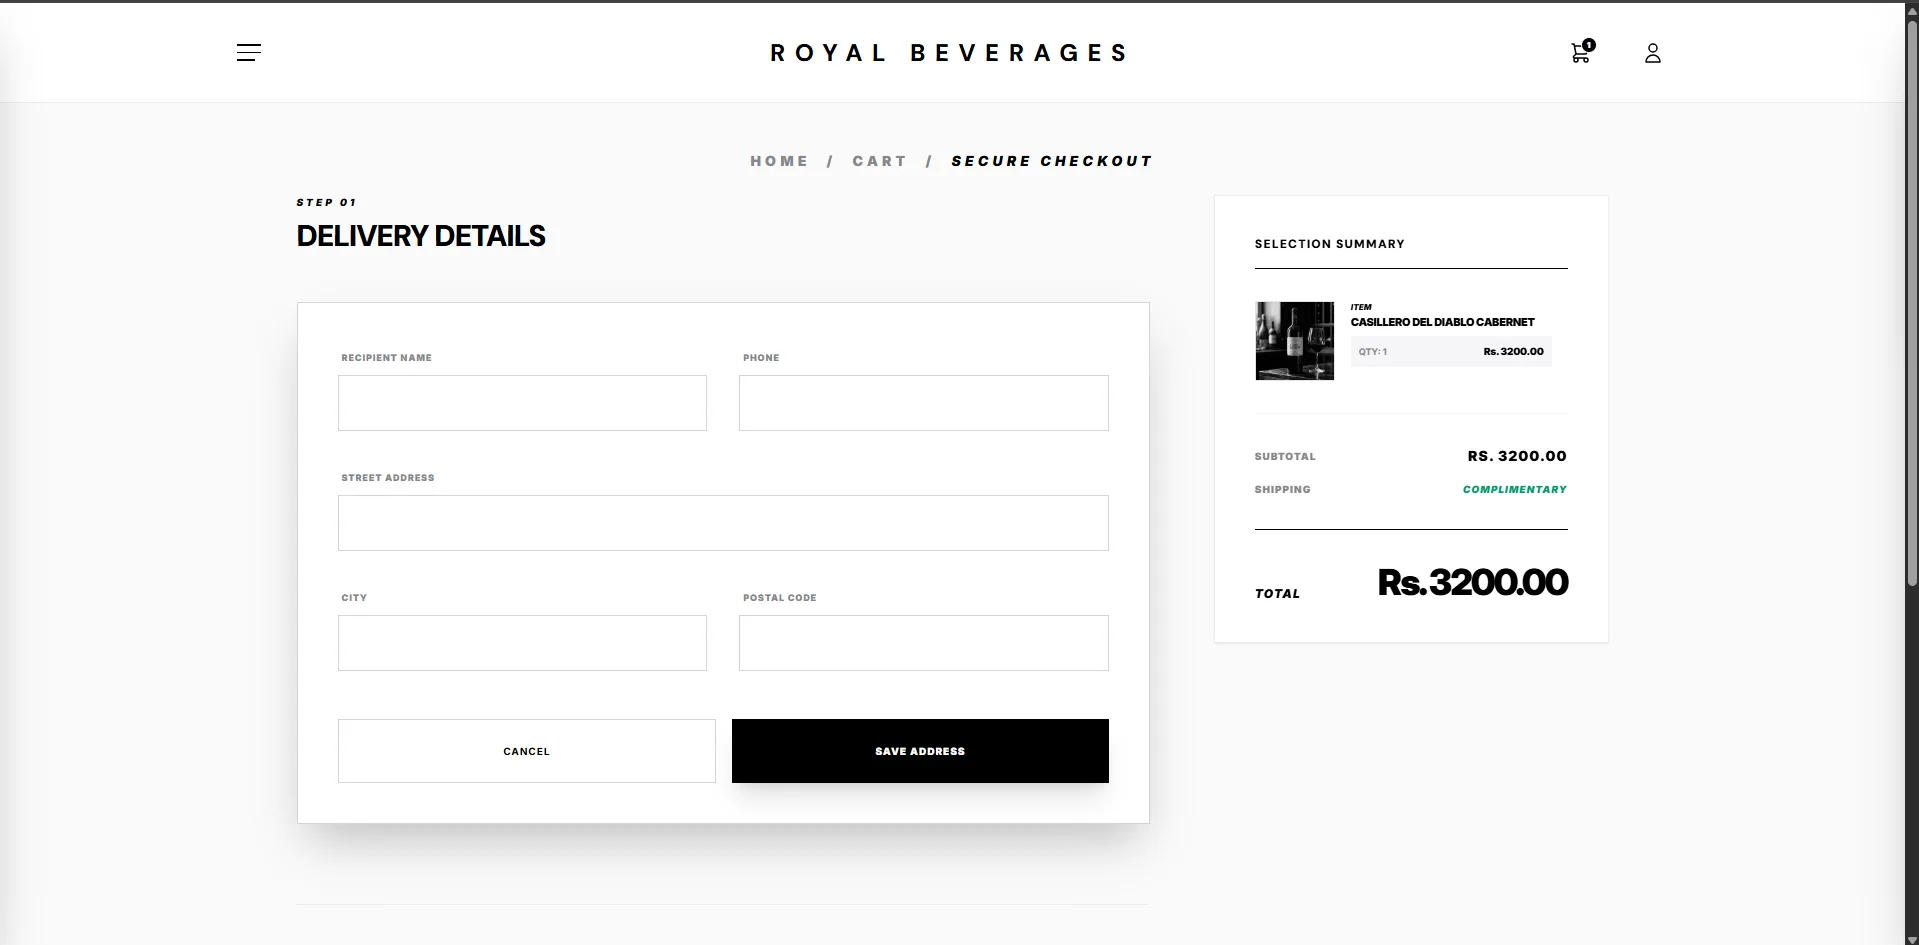 ROYAL BEVERAGES
1
HOME / CART / SECURE CHECKOUT
STEP 01
DELIVERY DETAILS
RECIPIENT NAME
PHONE
STREET ADDRESS
CITY
POSTAL CODE
CANCEL
SAVE ADDRESS
SELECTION SUMMARY
ITEM
CASILLERO DEL DIABLO CABERNET
QTY: 1
Rs. 3200.00
SUBTOTAL
RS. 3200.00
SHIPPING
COMPLIMENTARY
TOTAL
Rs. 3200.00